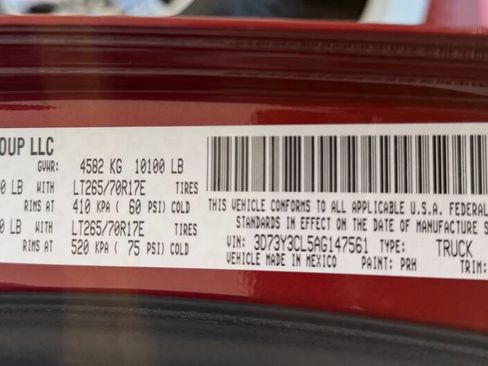 OUP LLC
GVWR: 4582 KG 10100 LB
0 LB WITH LT265/70R17E TIRES
RIMS AT 410 KPA ( 60 PSI) COLD
0 LB WITH LT265/70R17E TIRES
RIMS AT 520 KPA ( 75 PSI) COLD
THIS VEHICLE CONFORMS TO ALL APPLICABLE U.S.A. FEDERAL
STANDARDS IN EFFECT ON THE DATE OF MANUFACTURE S
VIN: 3D73Y3CL5AG147561 TYPE: TRUCK
VEHICLE MADE IN MEXICO PAINT: PRH TRIM: